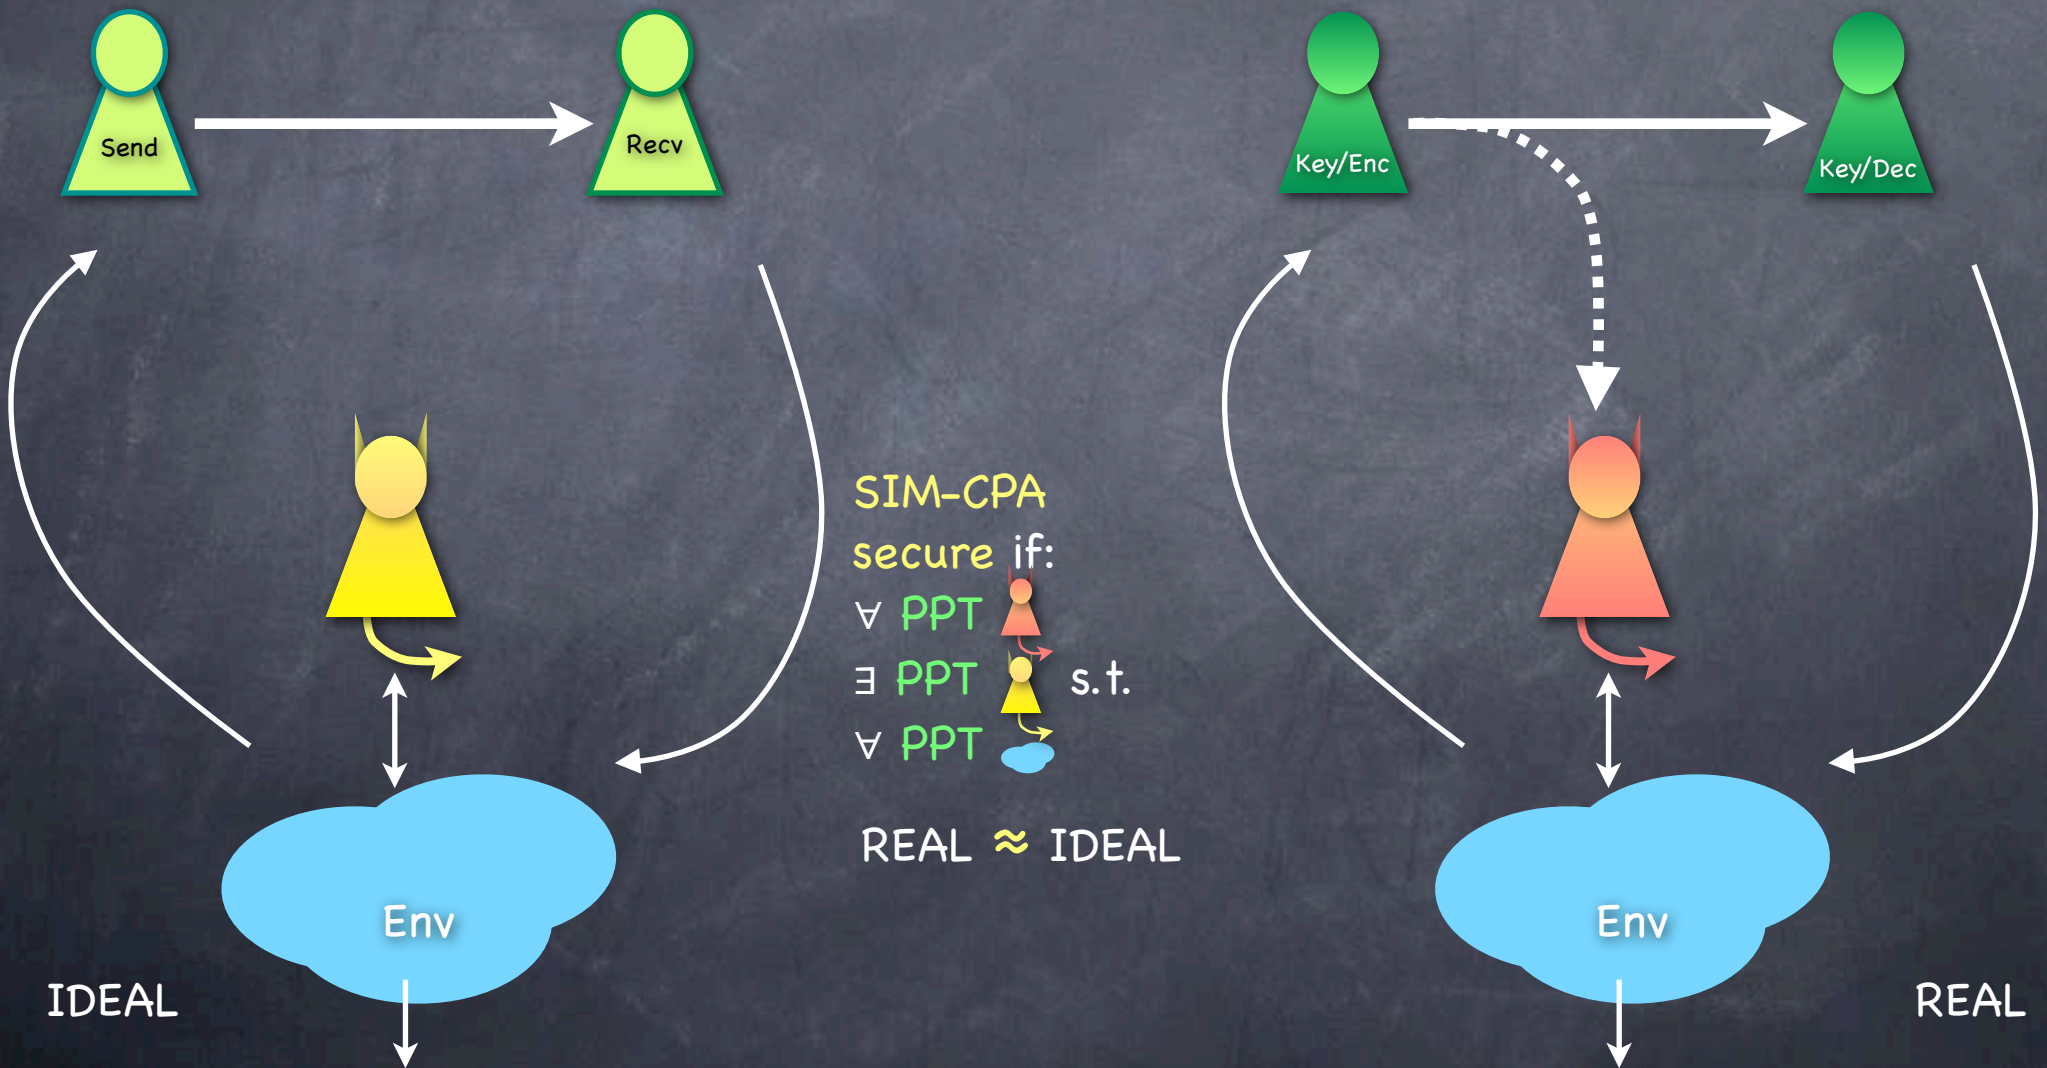 Send
Recv
Key/Enc
Key/Dec
SIM-CPA
secure if:
∀ PPT
∃ PPT s.t.
∀ PPT
REAL ≈ IDEAL
Env
Env
IDEAL
REAL